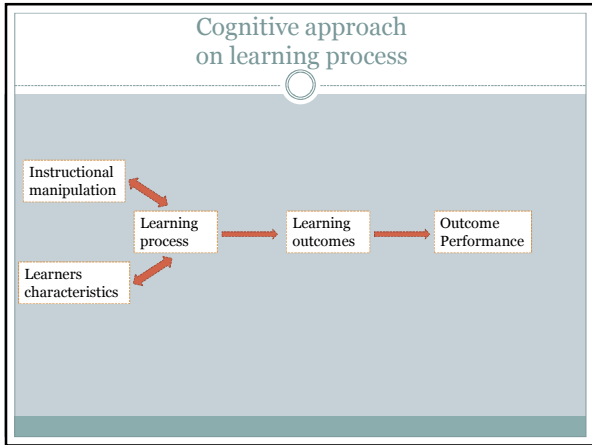 Cognitive approach
on learning process
Instructional
manipulation
Learning
process
Learning
outcomes
Outcome
Performance
Learners
characteristics